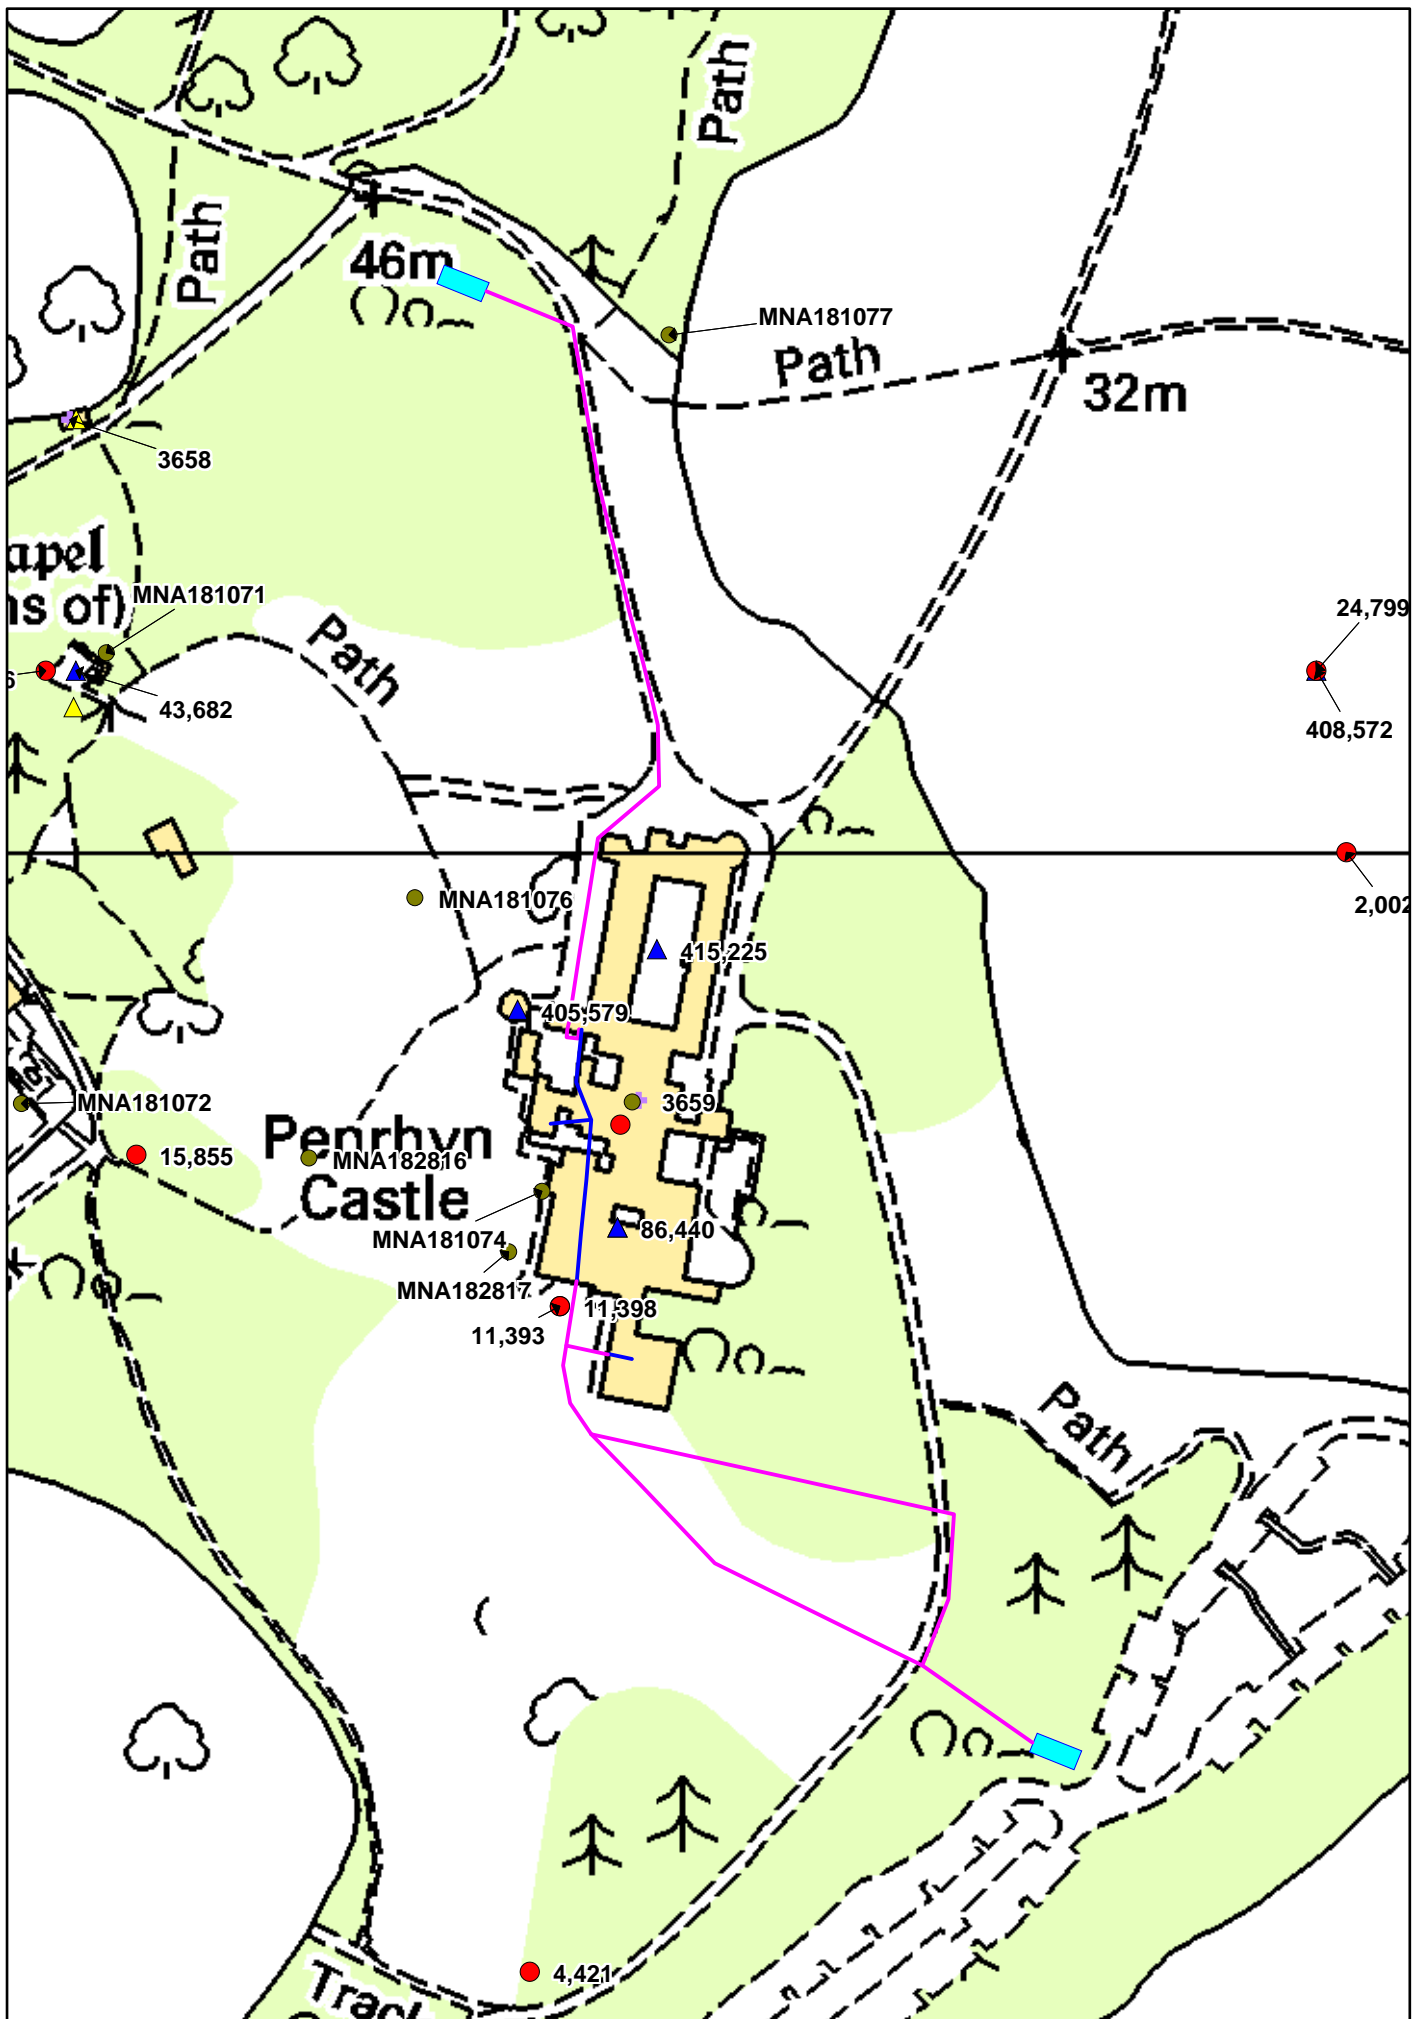 Path
Path
46m
MNA181077
Path
32m
3658
apel
ns of)
MNA181071
Path
24,799
6
43,682
408,572
MNA181076
2,002
415,225
405,579
MNA181072
3659
Penrhyn
15,855
MNA182816
Castle
86,440
MNA181074
k
MNA182817
11,398
11,393
Path
4,421
Track